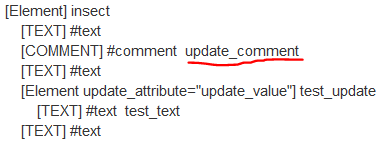 [Element] insect
[TEXT] #text
[COMMENT] #comment update_comment
[TEXT] #text
[Element update_attribute="update_value"] test_update
[TEXT] #text test_text
[TEXT] #text